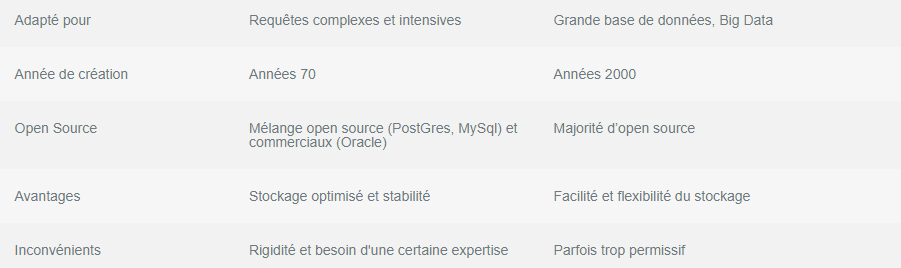 Adapté pour Requêtes complexes et intensives Grande base de données, Big Data
Année de création Années 70 Années 2000
Open Source Mélange open source (PostGres, MySql) et Majorité d’open source
commerciaux (Oracle)
Avantages Stockage optimisé et stabilité Facilité et flexibilité du stockage
Inconvénients Rigidité et besoin d'une certaine expertise Parfois trop permissif